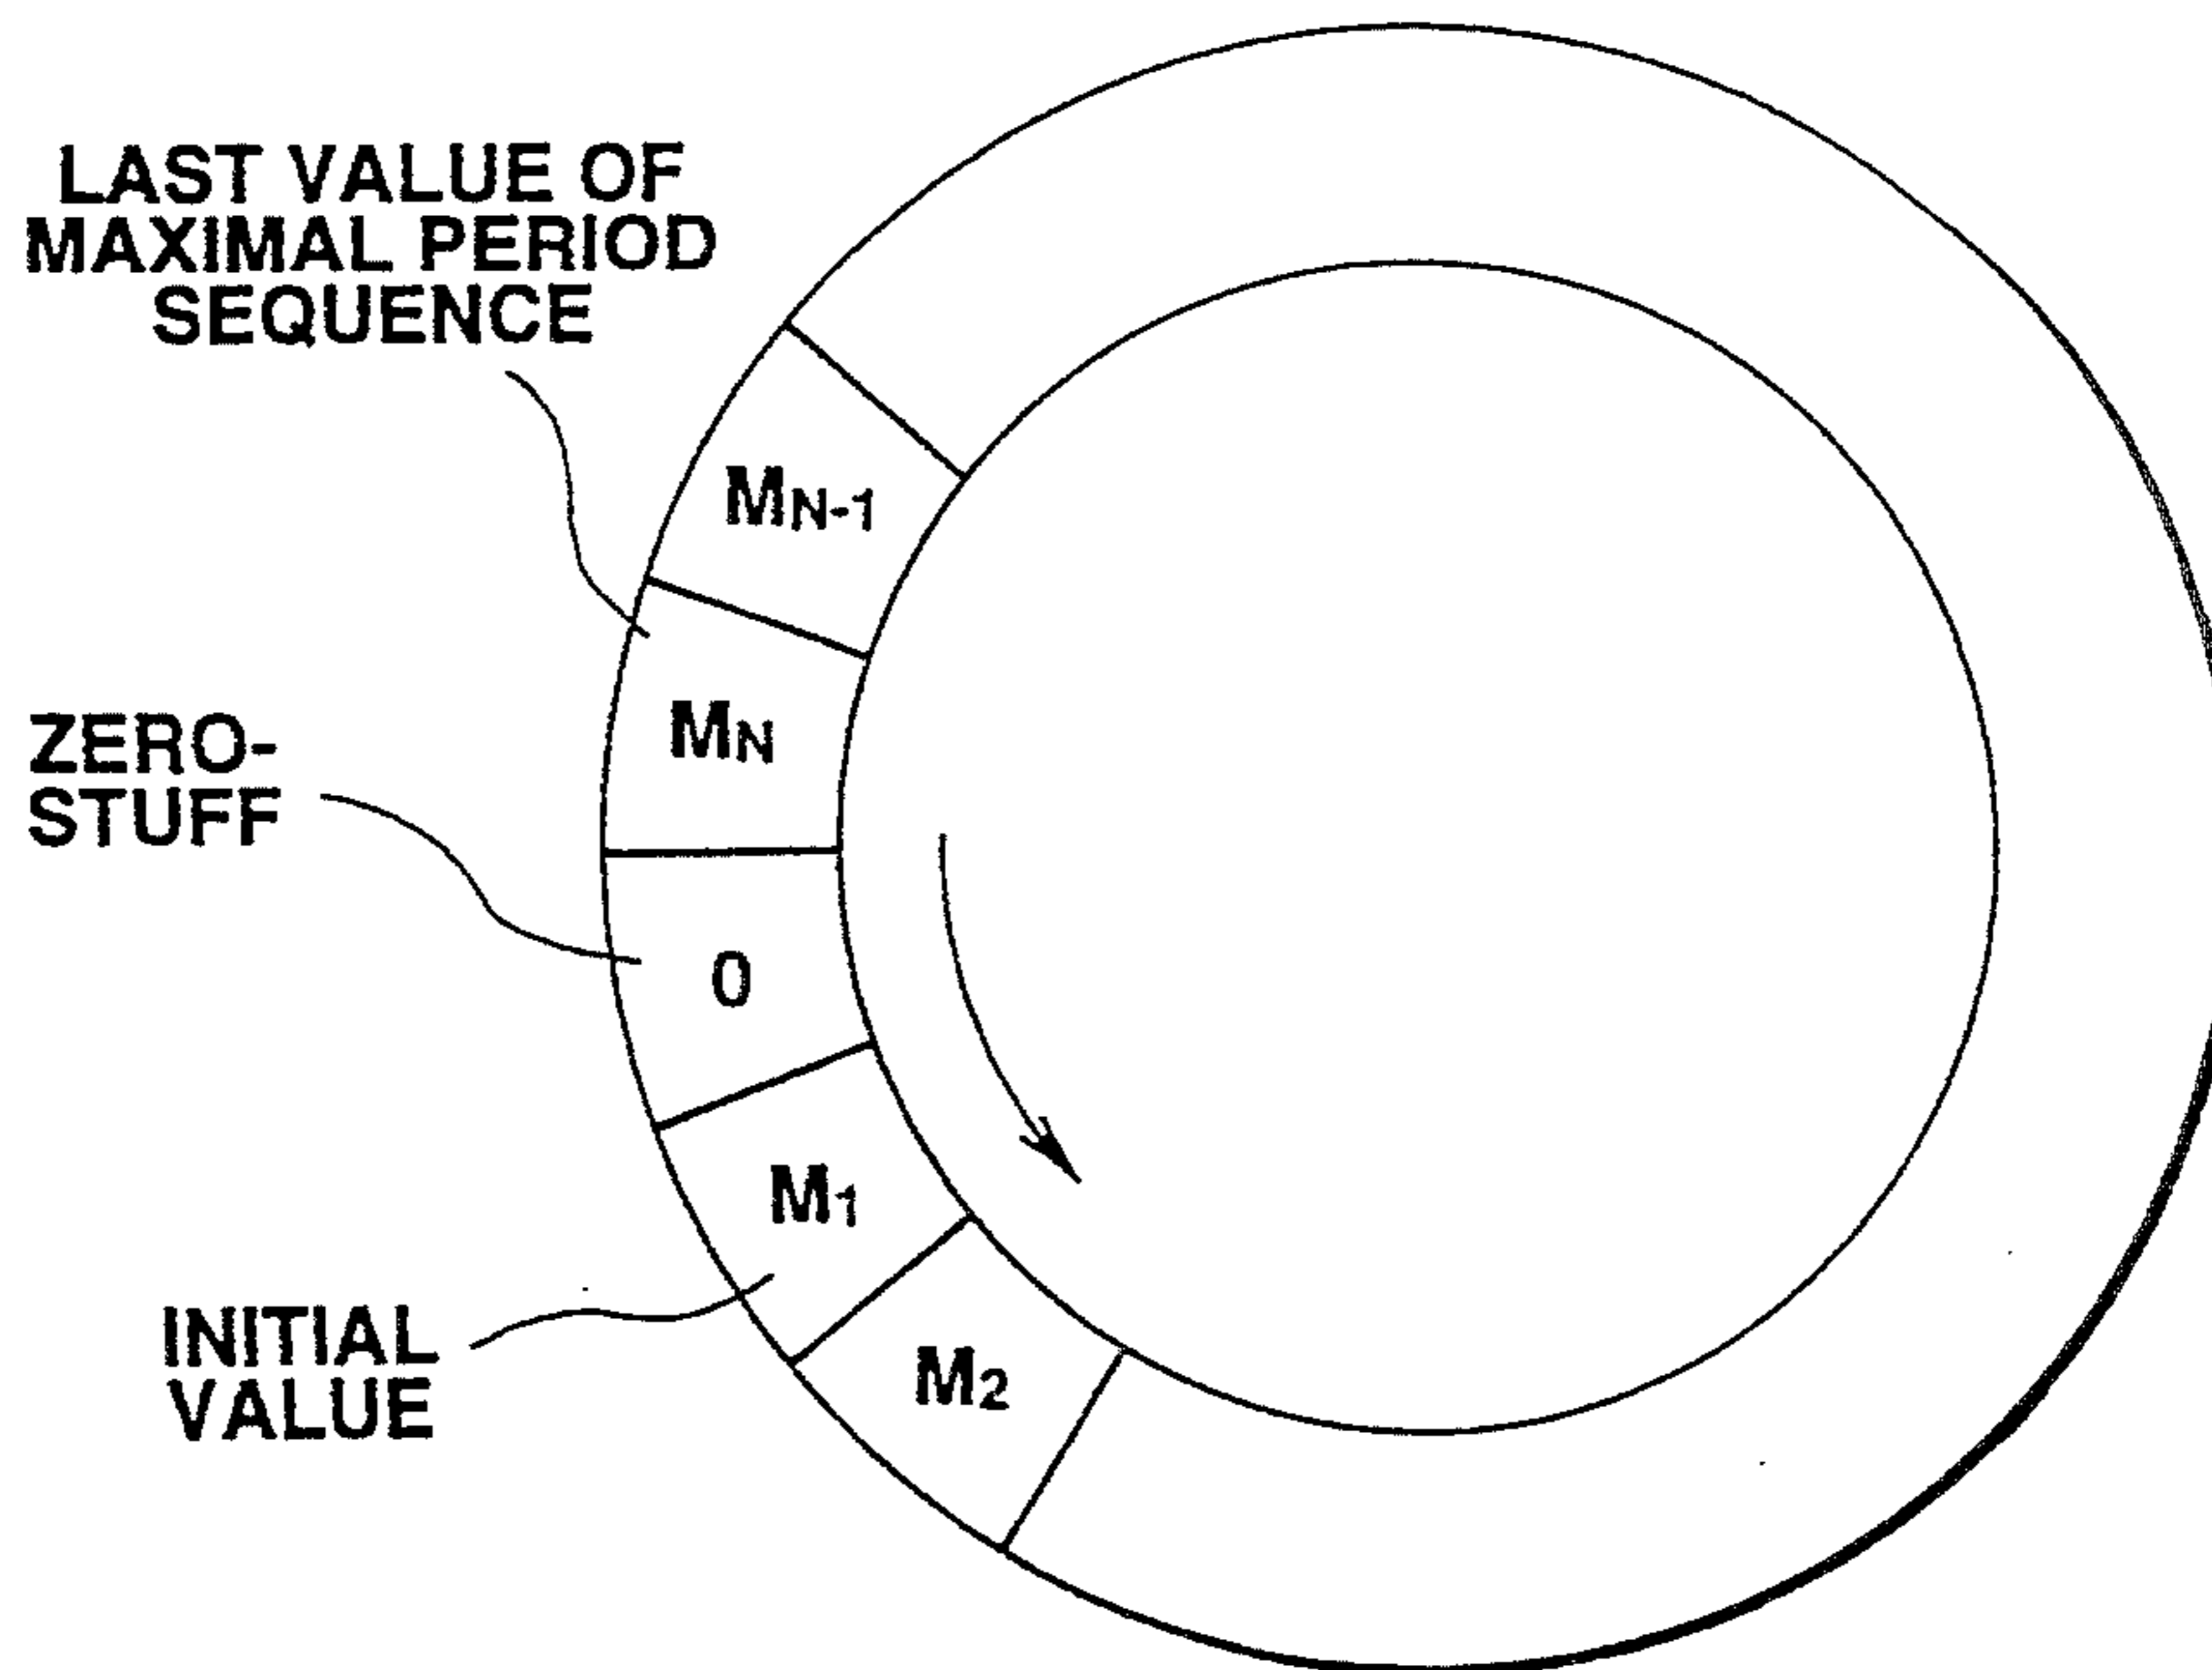 LAST VALUE OF
MAXIMAL PERIOD
SEQUENCE
MN-1
MN
ZERO-
STUFF
0
M1
INITIAL
VALUE
M2